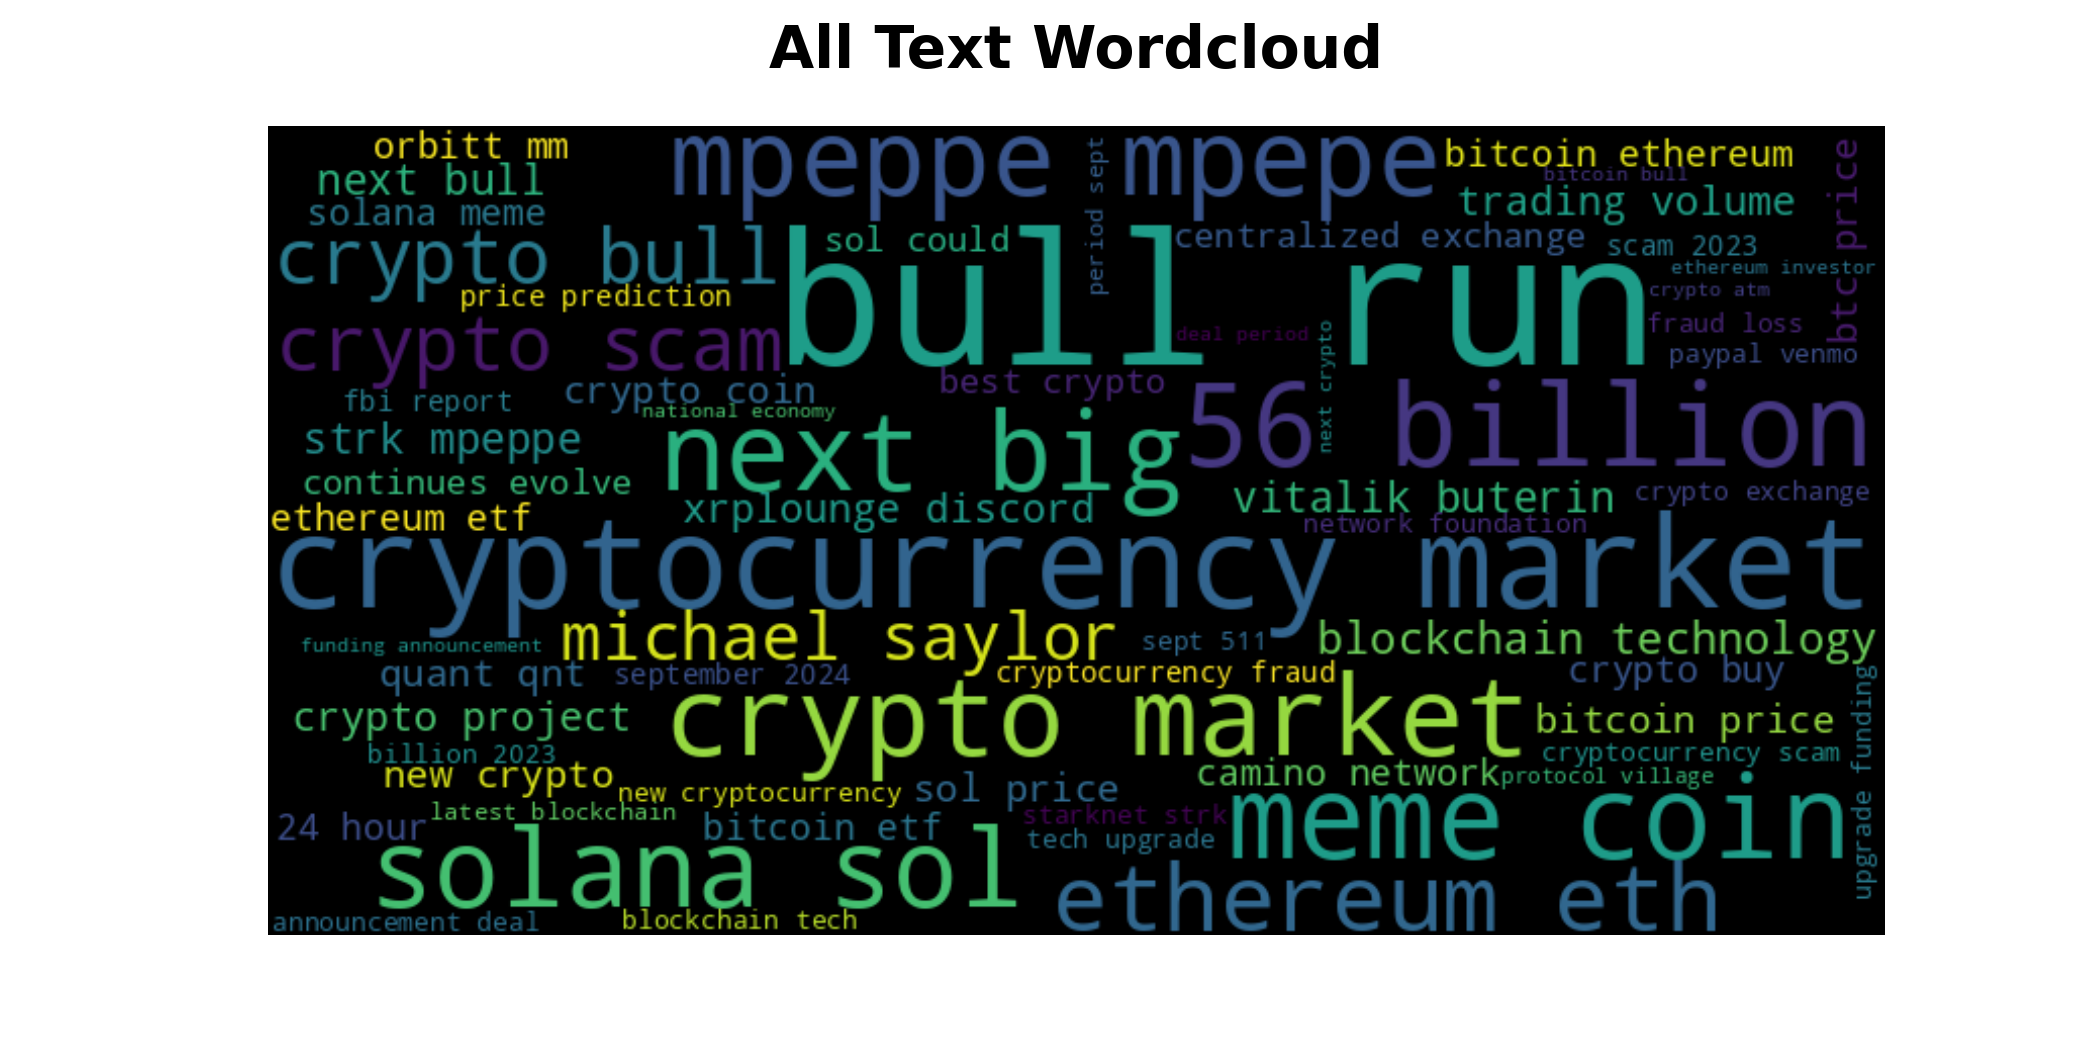 All Text Wordcloud
orbitt mm
mpeppe mpepe
bitcoin ethereum
next bull
bitcoin bull
solana meme
trading volume
period sept
btc price
crypto bull
sol could
centralized exchange
scam 2023
bull run
ethereum investor
price prediction
crypto atm
crypto scam
deal period
fraud loss
paypal venmo
next crypto
fbi report
crypto coin
best crypto
national economy
56 billion
strk mpeppe
next big
continues evolve
xrplounge discord
vitalik buterin
crypto exchange
ethereum etf
network foundation
cryptocurrency market
funding announcement
michael saylor
sept 511
blockchain technology
quant qnt
september 2024
cryptocurrency fraud
crypto buy
crypto project
crypto market
bitcoin price
billion 2023
cryptocurrency scam
upgrade funding
new crypto
camino network
protocol village
new cryptocurrency
sol price
latest blockchain
starknet strk
meme coin
24 hour
bitcoin etf
tech upgrade
solana sol
ethereum eth
announcement deal
blockchain tech